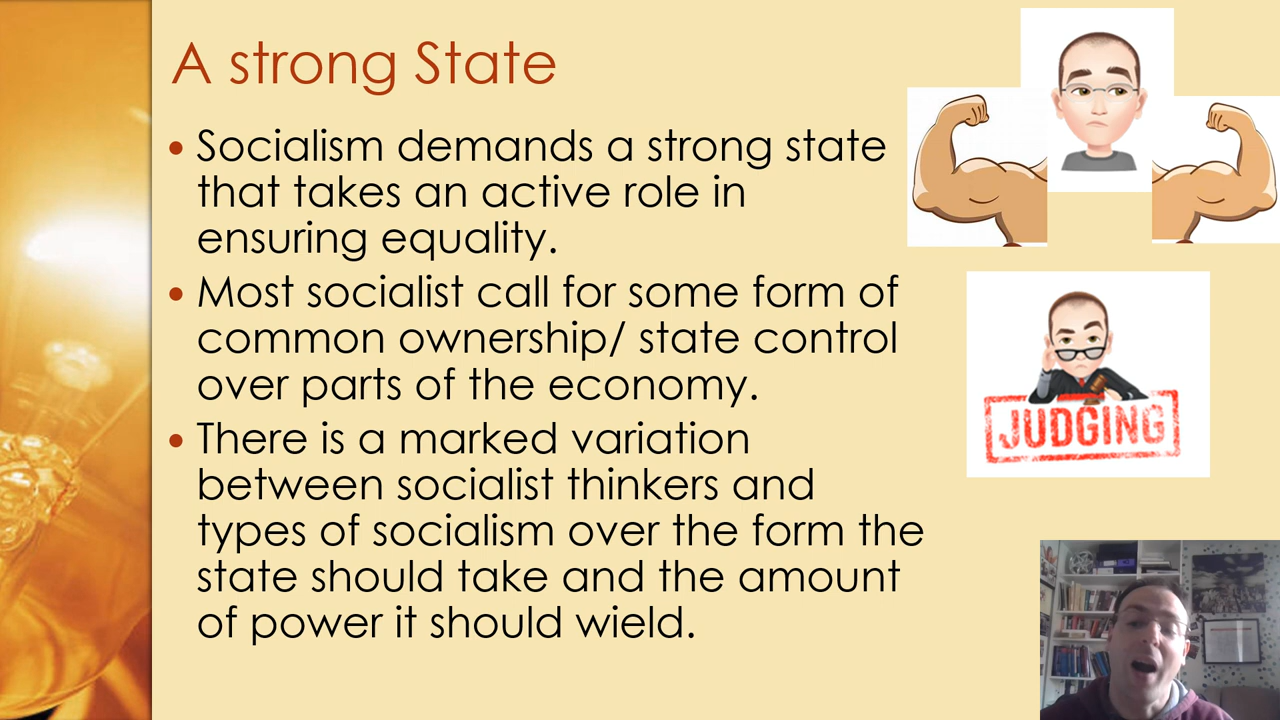 A strong State
• Socialism demands a strong state
that takes an active role in
ensuring equality.
• Most socialist call for some form of
common ownership/ state control
over parts of the economy.
• There is a marked variation
between socialist thinkers and
types of socialism over the form the
state should take and the amount
of power it should wield.
JUDGING